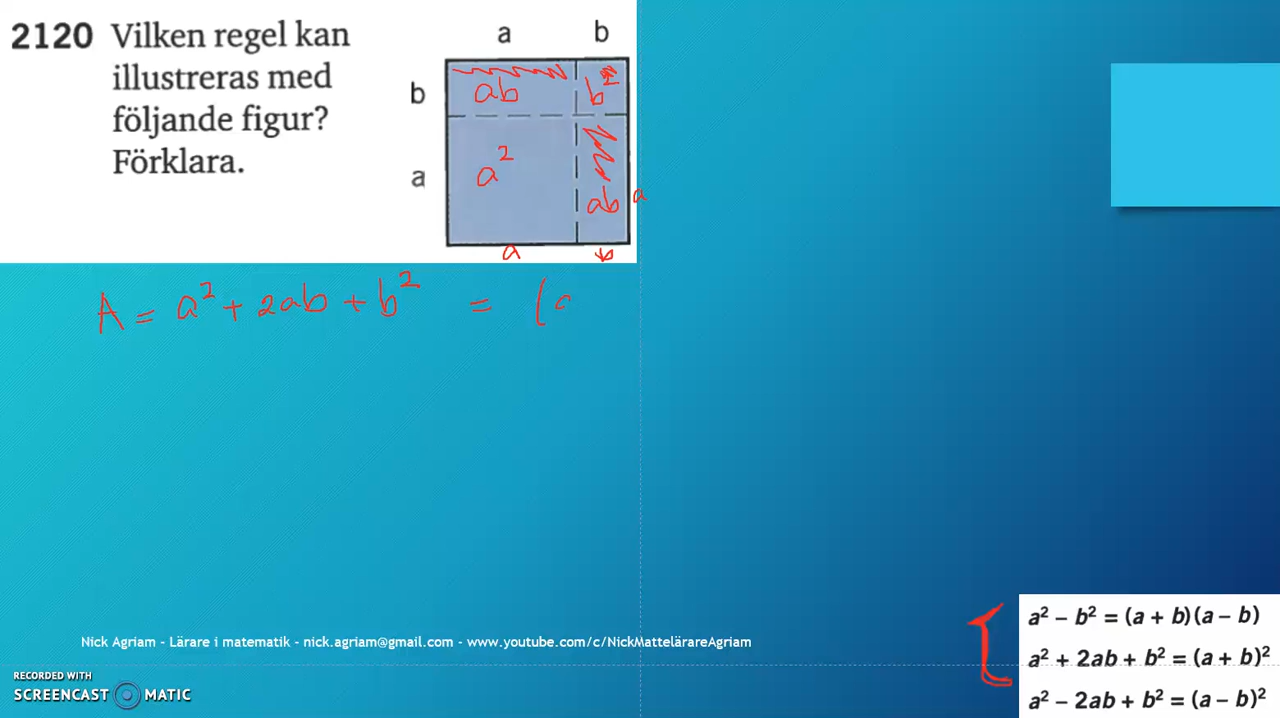 2120 Vilken regel kan
illustreras med
följande figur?
Förklara.
a b
b ab b²
a a² ab a
a b
A = a² + 2ab + b² = (a
Nick Agriam - Lärare i matematik - nick.agriam@gmail.com - www.youtube.com/c/NickMattelärareAgriam
RECORDED WITH
SCREENCAST MATIC
a² – b² = (a + b)(a – b)
a² + 2ab + b² = (a + b)²
a² – 2ab + b² = (a – b)²